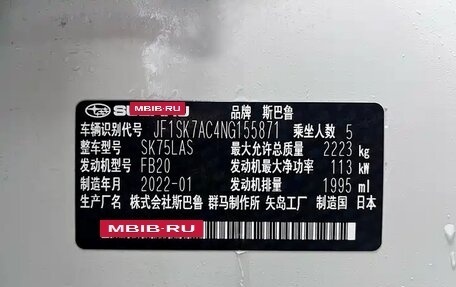 SUBARU MBIB·RU 品牌 斯巴鲁
车辆识别代号 JF1SK7AC4NG155871 乘坐人数 5
整车型号 SK75LAS 最大允许总质量 2223 kg
发动机型号 FB20 发动机最大净功率 113 kW
制造年月 2022-01 发动机排量 1995 ml
生产厂名 株式会社斯巴鲁 群马制作所 矢岛工厂 制造国 日本
MBIB-RU